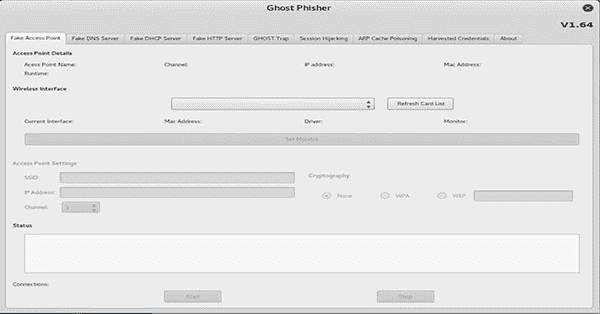 Ghost Phisher
V1.64
Fake Access Point Fake DNS Server Fake DHCP Server Fake HTTP Server GHOST Trap Session Hijacking ARP Cache Poisoning Harvested Credentials About
Access Point Details
Acess Point Name: Channel: IP address: Mac Address:
Runtime:
Wireless Interface
Refresh Card List
Current Interface: Mac Address: Driver: Monitor:
Set Monitor
Access Point Settings
SSID: Cryptography
IP Address: None WPA WEP
Channel: 1
Status
Connections:
Start Stop